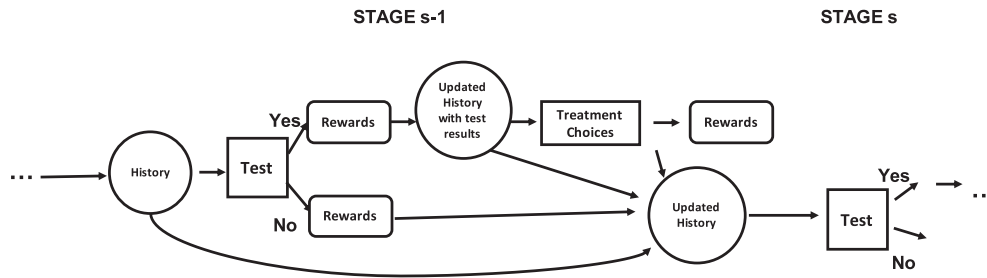 STAGE s-1
STAGE s
...
History
Test
Yes
Rewards
Updated
History
with test
results
Treatment
Choices
Rewards
No
Rewards
Updated
History
Test
Yes
No
..